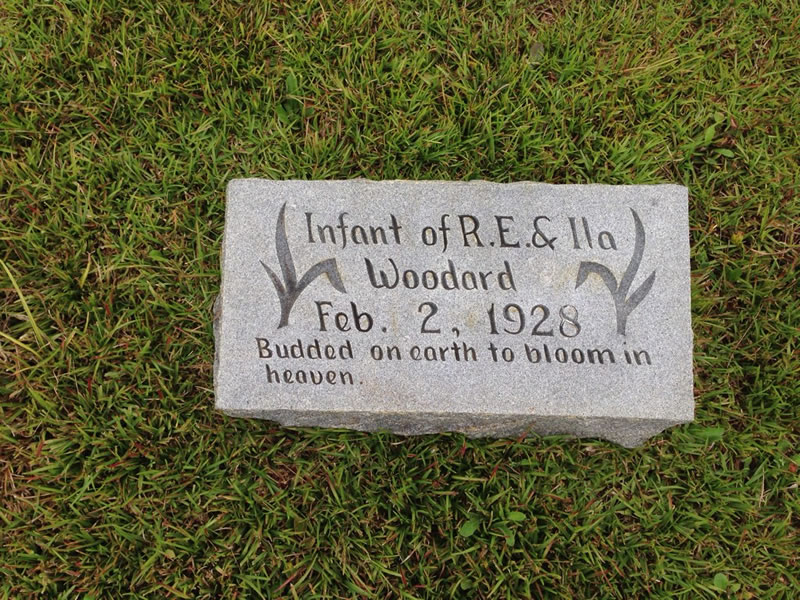 Infant of R.E. & Ila
Woodard
Feb. 2, 1928
Budded on earth to bloom in
heaven.